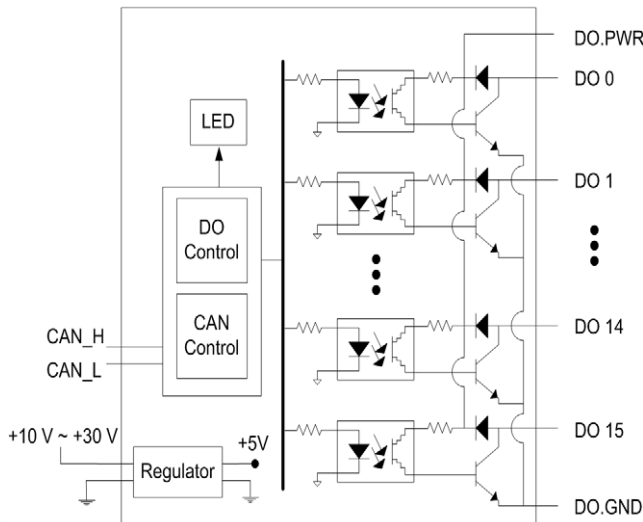 DO.PWR
DO 0
LED
DO 1
DO
Control
CAN
Control
CAN_H
CAN_L
DO 14
+10 V ~ +30 V
+5V
Regulator
DO 15
DO.GND